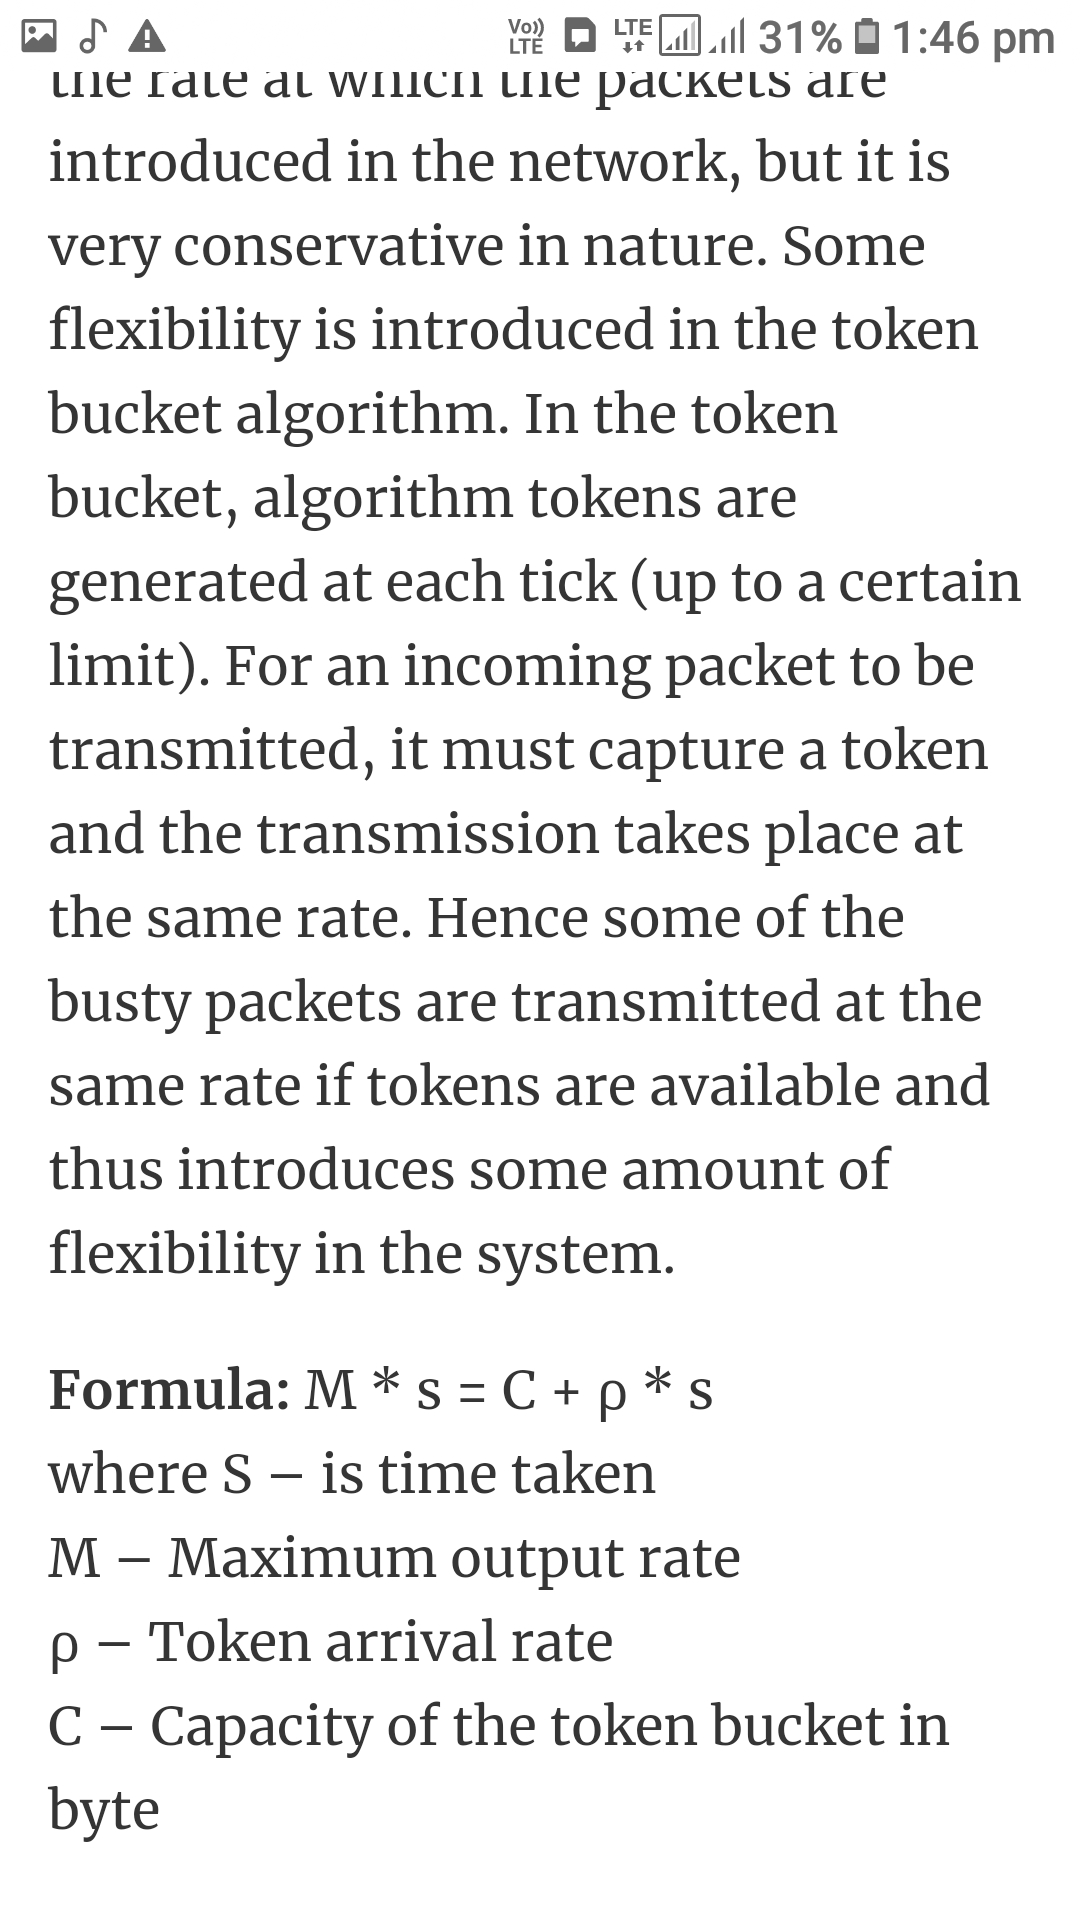 Vo)) LTE LTE 31% 1:46 pm
the rate at which the packets are
introduced in the network, but it is
very conservative in nature. Some
flexibility is introduced in the token
bucket algorithm. In the token
bucket, algorithm tokens are
generated at each tick (up to a certain
limit). For an incoming packet to be
transmitted, it must capture a token
and the transmission takes place at
the same rate. Hence some of the
busty packets are transmitted at the
same rate if tokens are available and
thus introduces some amount of
flexibility in the system.
Formula: M * s = C + ρ * s
where S – is time taken
M – Maximum output rate
ρ – Token arrival rate
C – Capacity of the token bucket in
byte